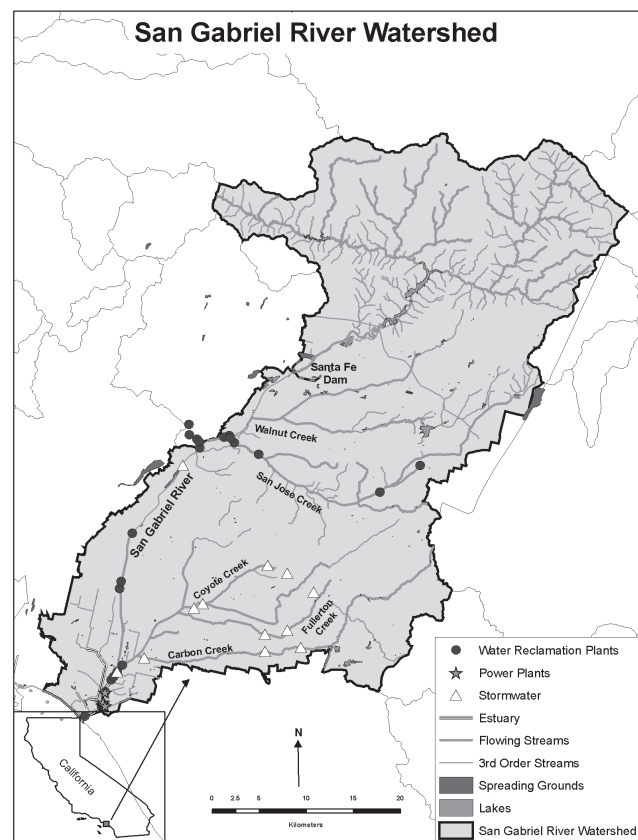 San Gabriel River Watershed
Santa Fe
Dam
Walnut Creek
San Jose Creek
San Gabriel River
Coyote Creek
Fullerton
Creek
Carbon Creek
Water Reclamation Plants
Power Plants
Stormwater
Estuary
Flowing Streams
3rd Order Streams
Spreading Grounds
Lakes
San Gabriel River Watershed
California
N
0 2.5 5 10 15 20
Kilometers